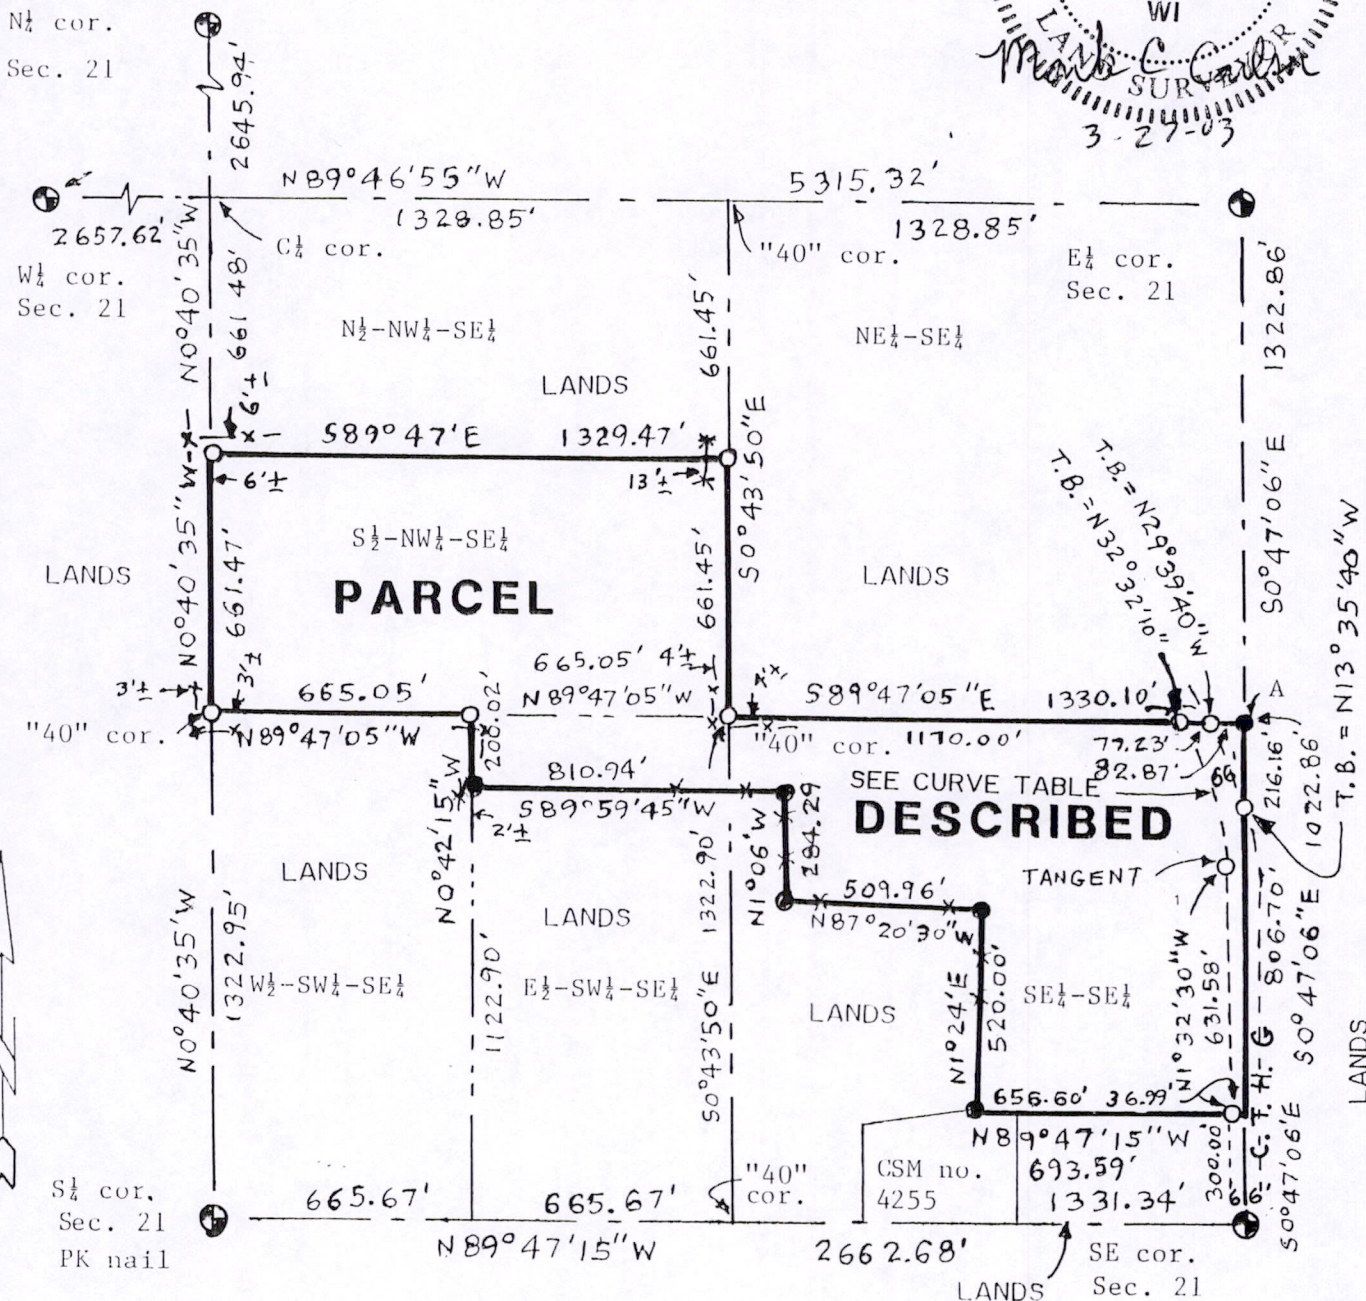 N¼ cor.
Sec. 21
2645.94'
WI
LAND
SURVEYOR
3-27-03
N89°46'55"W
5315.32'
2657.62'
1328.85'
1328.85'
C¼ cor.
"40" cor.
W¼ cor.
Sec. 21
E¼ cor.
Sec. 21
N0°40'35"W
661.48'
N½-NW¼-SE¼
661.45'
NE¼-SE¼
1322.86'
S0°47'06"E
LANDS
6'±
S89°47'E
1329.47'
6'±
13'±
S0°43'50"E
T.B. = N29°39'40"W
T.B. = N32°32'10"
N0°40'35"W
661.47'
S½-NW¼-SE¼
661.45'
LANDS
LANDS
PARCEL
T.B. = N13°35'40"W
3'±
3'±
665.05'
665.05'
4'±
N89°47'05"W
S89°47'05"E
1330.10'
A
"40" cor.
N89°47'05"W
208.02'
"40" cor.
1170.00'
77.23'
82.87'
66'
216.16'
1022.86'
810.94'
SEE CURVE TABLE
S89°59'45"W
DESCRIBED
2'±
N0°42'15"W
N1°06'W
284.29
1322.90'
TANGENT
LANDS
509.96'
N87°20'30"W
LANDS
N0°40'35"W
1322.95'
W½-SW¼-SE¼
1122.90'
E½-SW¼-SE¼
S0°43'50"E
LANDS
N1°24'E
520.00'
SE¼-SE¼
N1°32'30"W
631.58'
806.70'
S0°47'06"E
C. T. H. G
LANDS
656.60'
36.99'
N89°47'15"W
693.59'
300.00'
66'
S0°47'06"E
S¼ cor.
Sec. 21
PK nail
665.67'
665.67'
"40"
cor.
CSM no.
4255
1331.34'
N89°47'15"W
2662.68'
SE cor.
Sec. 21
LANDS